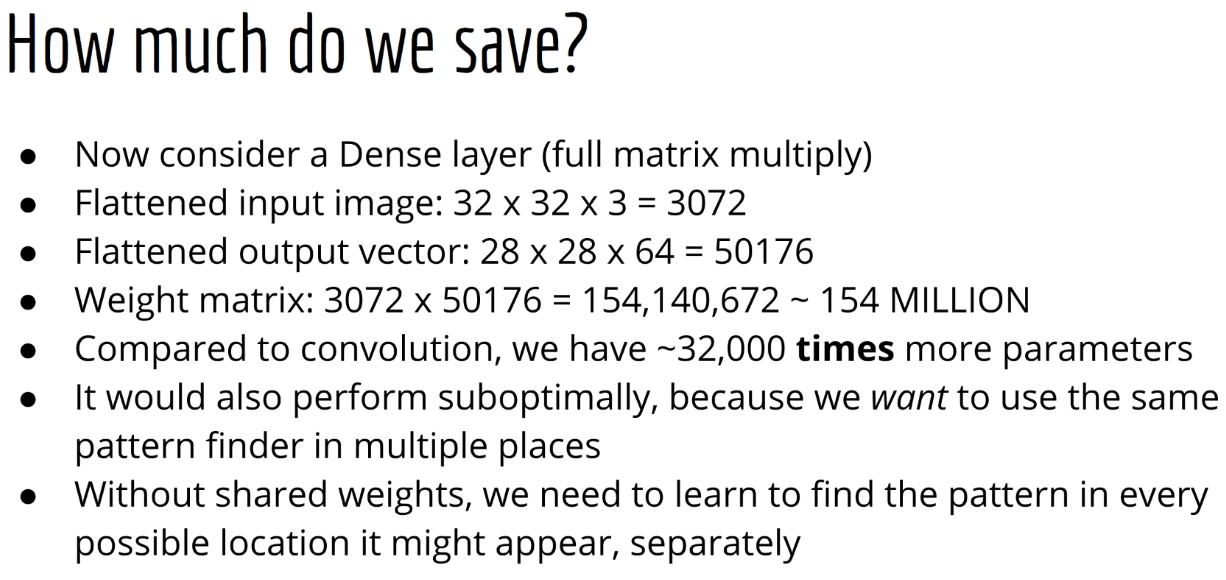 How much do we save?
● Now consider a Dense layer (full matrix multiply)
● Flattened input image: 32 x 32 x 3 = 3072
● Flattened output vector: 28 x 28 x 64 = 50176
● Weight matrix: 3072 x 50176 = 154,140,672 ~ 154 MILLION
● Compared to convolution, we have ~32,000 times more parameters
● It would also perform suboptimally, because we want to use the same
pattern finder in multiple places
● Without shared weights, we need to learn to find the pattern in every
possible location it might appear, separately